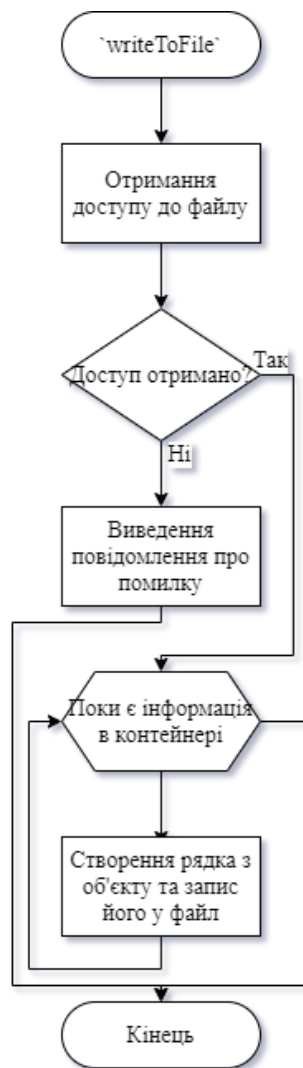 `writeToFile`
Отримання
доступу до файлу
Доступ отримано?
Так
Ні
Виведення
повідомлення про
помилку
Поки є інформація
в контейнері
Створення рядка з
об'єкту та запис
його у файл
Кінець